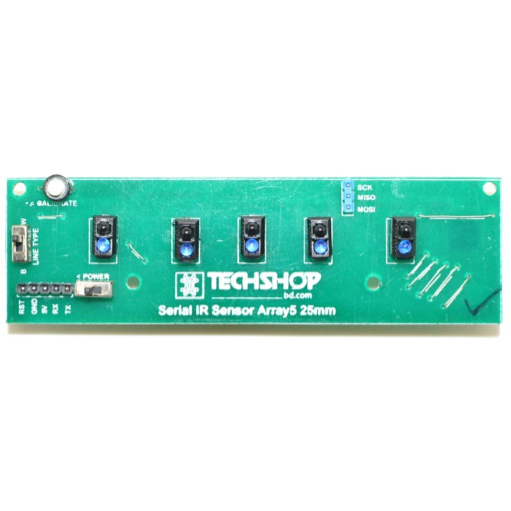 CALIBRATE
SCK
MISO
MOSI
W
LINE TYPE
B
POWER
RST
GND
5V
RX
TX
TECHSHOP
bd.com
Serial IR Sensor Array5 25mm